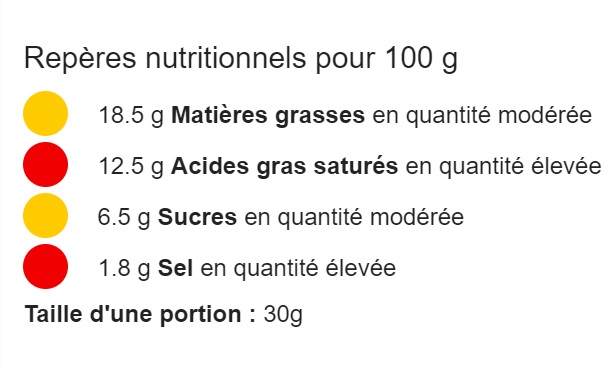 Repères nutritionnels pour 100 g
18.5 g Matières grasses en quantité modérée
12.5 g Acides gras saturés en quantité élevée
6.5 g Sucres en quantité modérée
1.8 g Sel en quantité élevée
Taille d'une portion : 30g